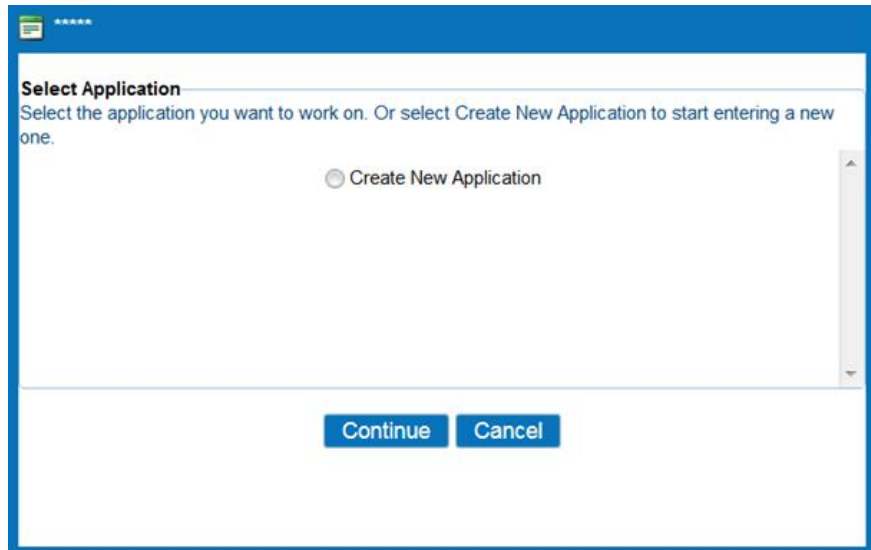 *****
Select Application
Select the application you want to work on. Or select Create New Application to start entering a new
one.
Create New Application
Continue Cancel